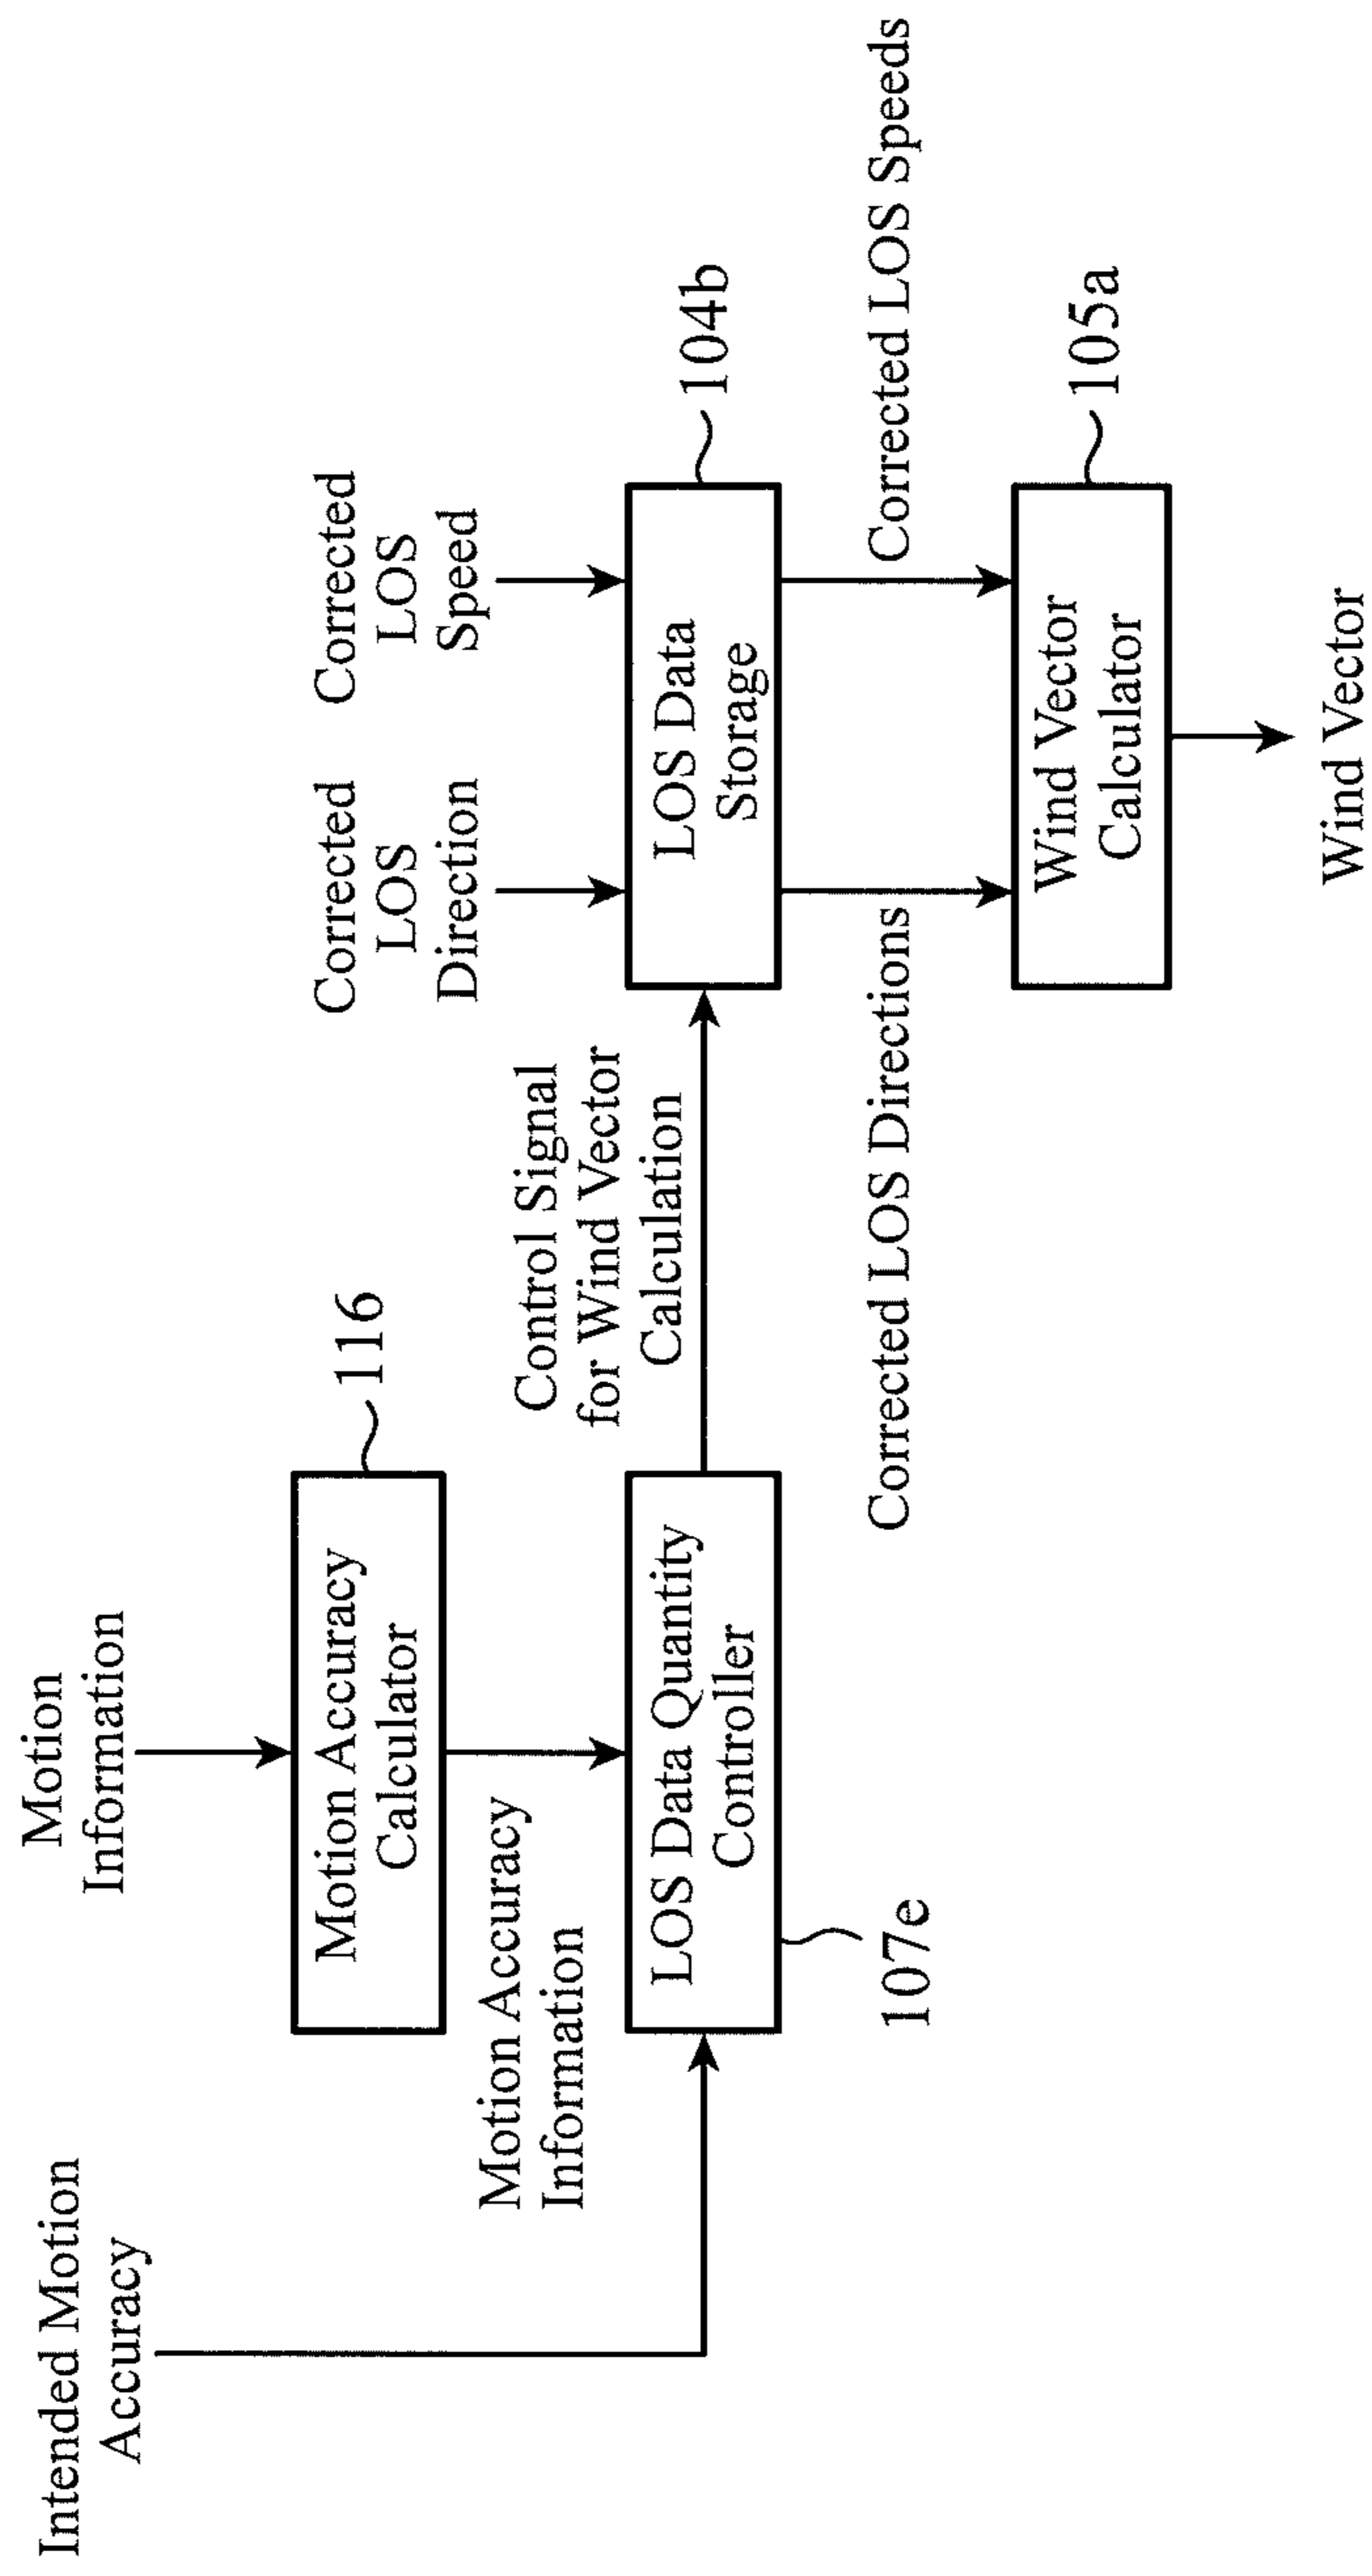 Intended Motion
Accuracy
Motion
Information
Motion Accuracy
Calculator
116
Motion Accuracy
Information
LOS Data Quantity
Controller
107e
Control Signal
for Wind Vector
Calculation
Corrected
LOS
Direction
Corrected
LOS
Speed
LOS Data
Storage
104b
Corrected LOS Directions
Corrected LOS Speeds
Wind Vector
Calculator
105a
Wind Vector